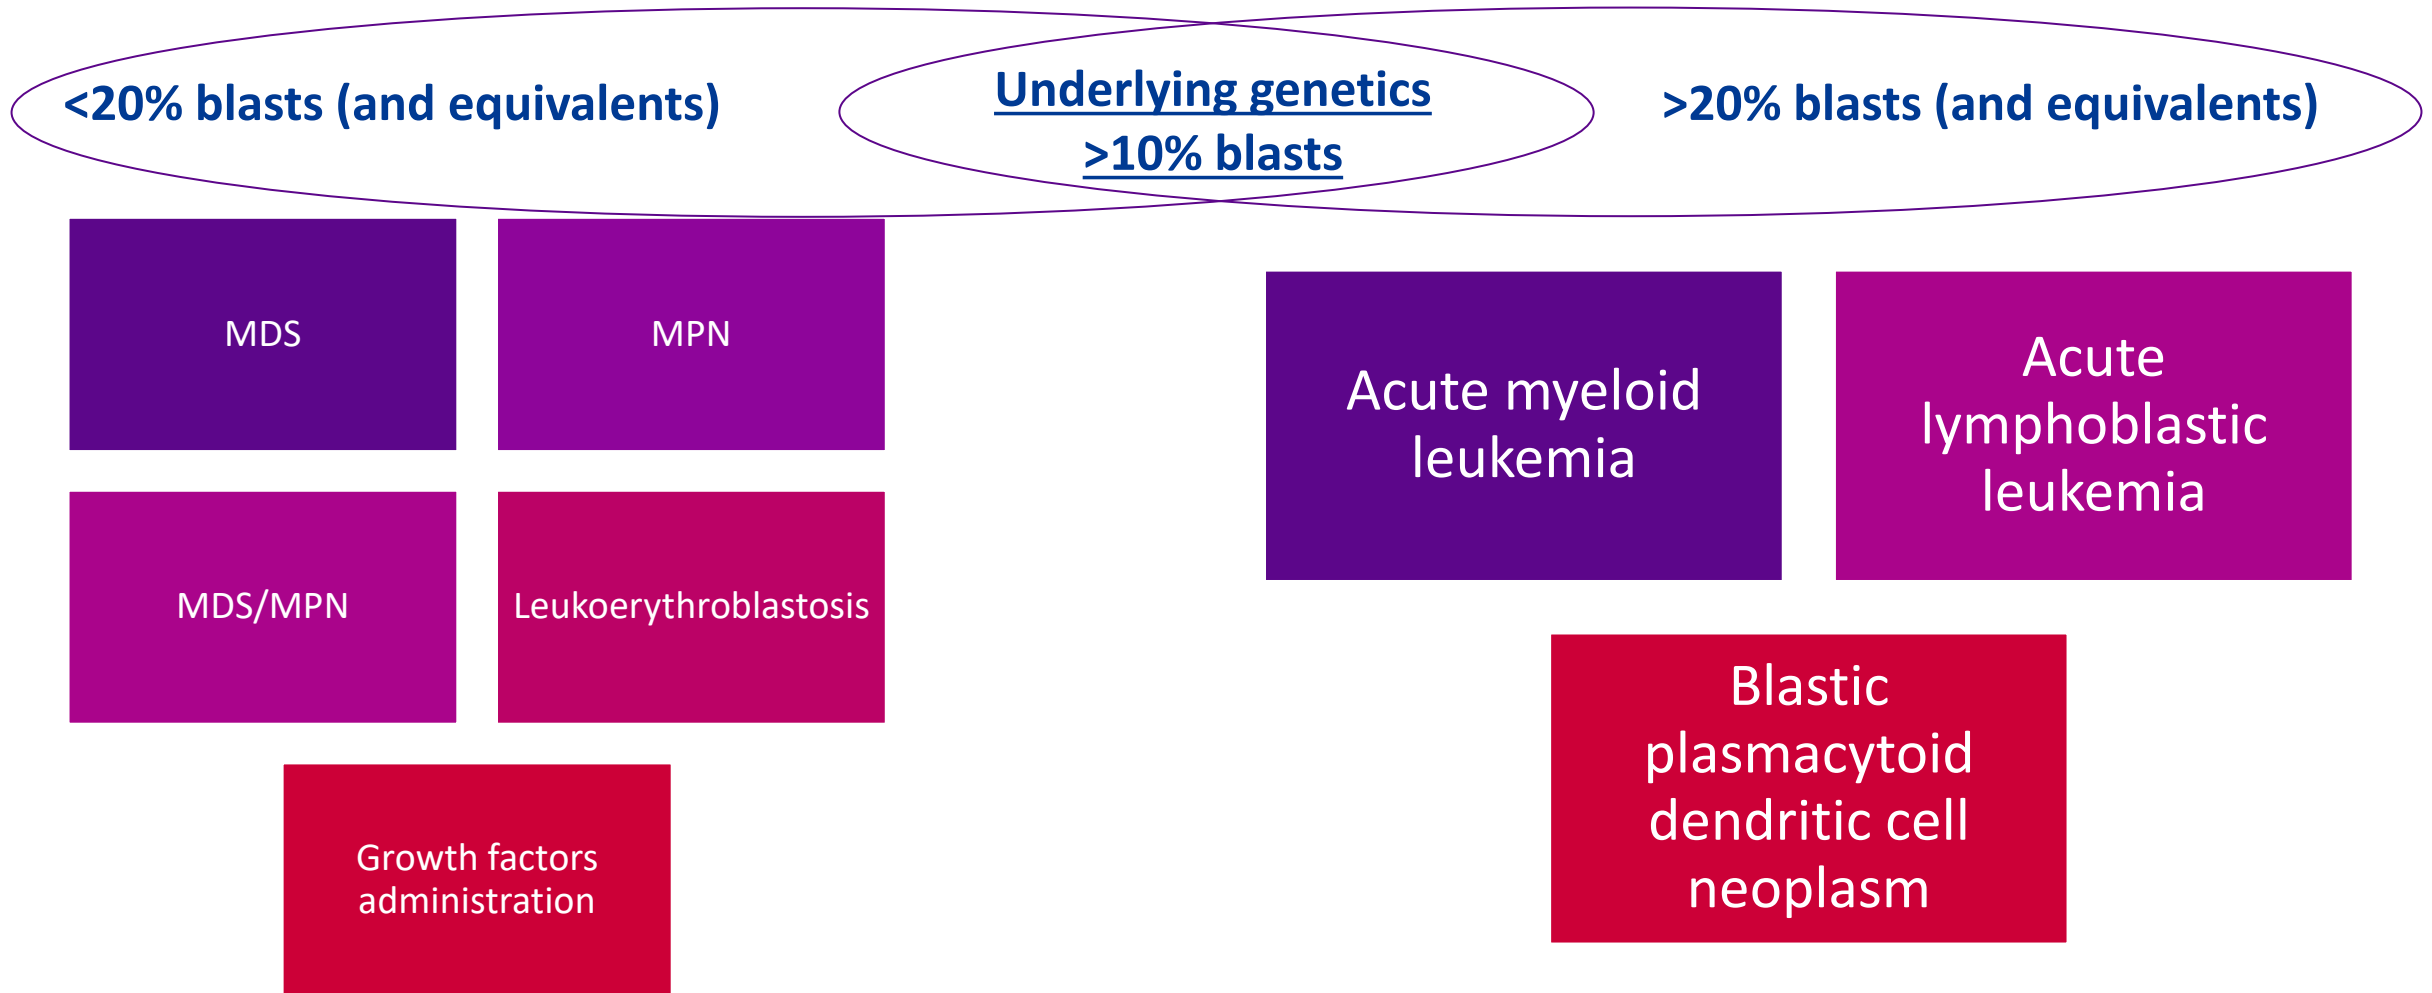 <20% blasts (and equivalents)
Underlying genetics
>10% blasts
>20% blasts (and equivalents)
MDS
MPN
MDS/MPN
Leukoerythroblastosis
Growth factors
administration
Acute myeloid
leukemia
Acute
lymphoblastic
leukemia
Blastic
plasmacytoid
dendritic cell
neoplasm